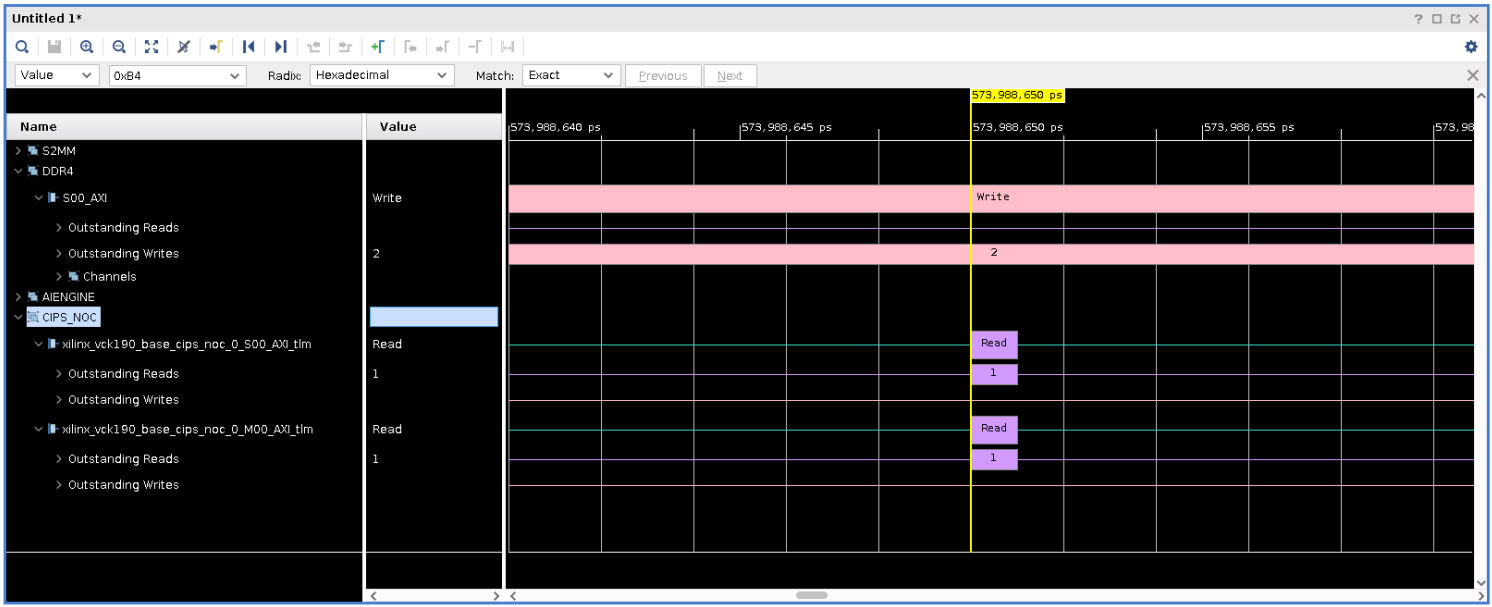 Untitled 1*
Value 0xB4 Radix: Hexadecimal Match: Exact Previous Next
573,988,650 ps
Name Value 573,988,640 ps 573,988,645 ps 573,988,650 ps 573,988,655 ps 573,98
S2MM
DDR4
S00_AXI Write Write
Outstanding Reads
Outstanding Writes 2 2
Channels
AIENGINE
CIPS_NOC
xilinx_vck190_base_cips_noc_0_S00_AXI_tlm Read Read
Outstanding Reads 1 1
Outstanding Writes
xilinx_vck190_base_cips_noc_0_M00_AXI_tlm Read Read
Outstanding Reads 1 1
Outstanding Writes